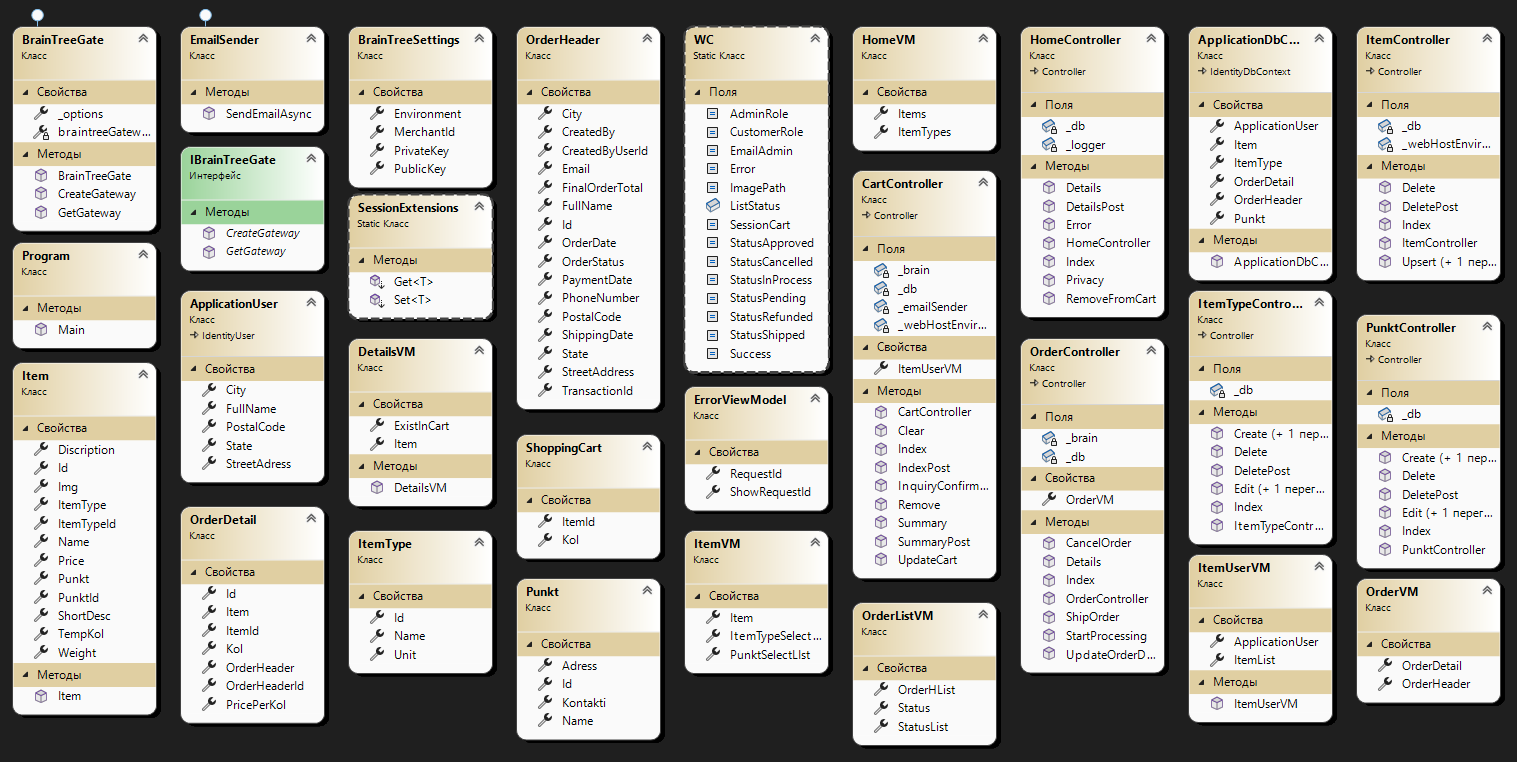 BrainTreeGate
Класс
Свойства
_options
braintreeGatew...
Методы
BrainTreeGate
CreateGateway
GetGateway
Program
Класс
Методы
Main
Item
Класс
Свойства
Discription
Id
Img
ItemType
ItemTypeId
Name
Price
Punkt
PunktId
ShortDesc
TempKol
Weight
Методы
Item
EmailSender
Класс
Методы
SendEmailAsync
IBrainTreeGate
Интерфейс
Методы
CreateGateway
GetGateway
ApplicationUser
Класс
IdentityUser
Свойства
City
FullName
PostalCode
State
StreetAdress
OrderDetail
Класс
Свойства
Id
Item
ItemId
Kol
OrderHeader
OrderHeaderId
PricePerKol
BrainTreeSettings
Класс
Свойства
Environment
MerchantId
PrivateKey
PublicKey
SessionExtensions
Static Класс
Методы
Get<T>
Set<T>
DetailsVM
Класс
Свойства
ExistInCart
Item
Методы
DetailsVM
ItemType
Класс
Свойства
Id
Name
Unit
OrderHeader
Класс
Свойства
City
CreatedBy
CreatedByUserId
Email
FinalOrderTotal
FullName
Id
OrderDate
OrderStatus
PaymentDate
PhoneNumber
PostalCode
ShippingDate
State
StreetAddress
TransactionId
ShoppingCart
Класс
Свойства
ItemId
Kol
Punkt
Класс
Свойства
Adress
Id
Kontakti
Name
WC
Static Класс
Поля
AdminRole
CustomerRole
EmailAdmin
Error
ImagePath
ListStatus
SessionCart
StatusApproved
StatusCancelled
StatusInProcess
StatusPending
StatusRefunded
StatusShipped
Success
ErrorViewModel
Класс
Свойства
RequestId
ShowRequestId
ItemVM
Класс
Свойства
Item
ItemTypeSelect...
PunktSelectLIst
HomeVM
Класс
Свойства
Items
ItemTypes
CartController
Класс
Controller
Поля
_brain
_db
_emailSender
_webHostEnvir...
Свойства
ItemUserVM
Методы
CartController
Clear
Index
IndexPost
InquiryConfirm...
Remove
Summary
SummaryPost
UpdateCart
OrderListVM
Класс
Свойства
OrderHList
Status
StatusList
HomeController
Класс
Controller
Поля
_db
_logger
Методы
Details
DetailsPost
Error
HomeController
Index
Privacy
RemoveFromCart
OrderController
Класс
Controller
Поля
_brain
_db
Свойства
OrderVM
Методы
CancelOrder
Details
Index
OrderController
ShipOrder
StartProcessing
UpdateOrderD...
ApplicationDbC...
Класс
IdentityDbContext
Свойства
ApplicationUser
Item
ItemType
OrderDetail
OrderHeader
Punkt
Методы
ApplicationDbC...
ItemTypeContro...
Класс
Controller
Поля
_db
Методы
Create (+ 1 пер...
Delete
DeletePost
Edit (+ 1 перег...
Index
ItemTypeContr...
ItemUserVM
Класс
Свойства
ApplicationUser
ItemList
Методы
ItemUserVM
ItemController
Класс
Controller
Поля
_db
_webHostEnvir...
Методы
Delete
DeletePost
Index
ItemController
Upsert (+ 1 пер...
PunktController
Класс
Controller
Поля
_db
Методы
Create (+ 1 пер...
Delete
DeletePost
Edit (+ 1 перег...
Index
PunktController
OrderVM
Класс
Свойства
OrderDetail
OrderHeader